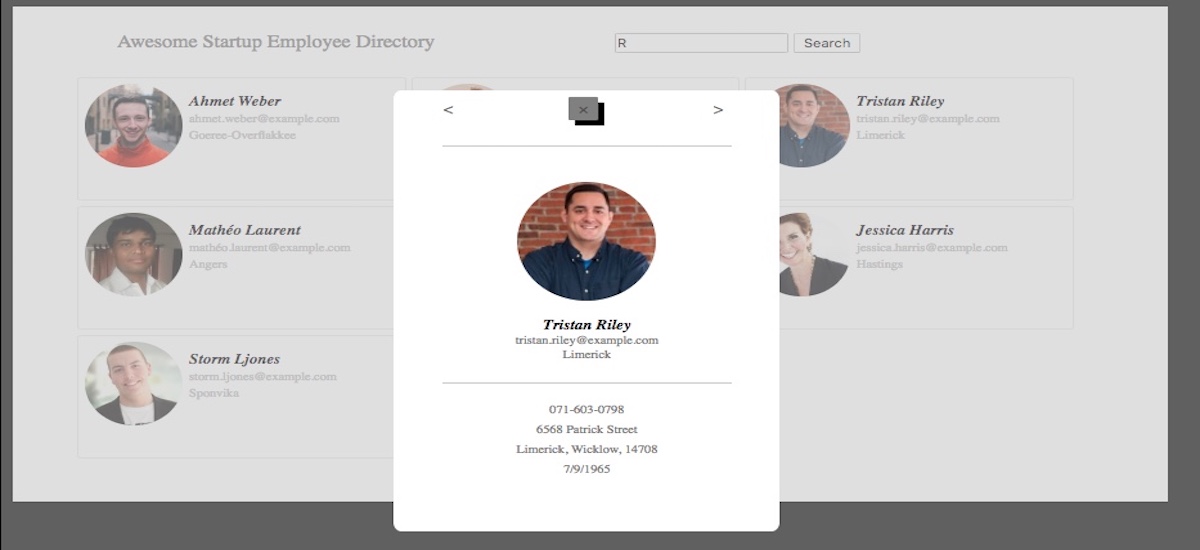 Awesome Startup Employee Directory
R
Search
Ahmet Weber
ahmet.weber@example.com
Goeree-Overflakkee
Tristan Riley
tristan.riley@example.com
Limerick
Mathéo Laurent
mathéo.laurent@example.com
Angers
Jessica Harris
jessica.harris@example.com
Hastings
Storm Ljones
storm.ljones@example.com
Sponvika
< × >
Tristan Riley
tristan.riley@example.com
Limerick
071-603-0798
6568 Patrick Street
Limerick, Wicklow, 14708
7/9/1965